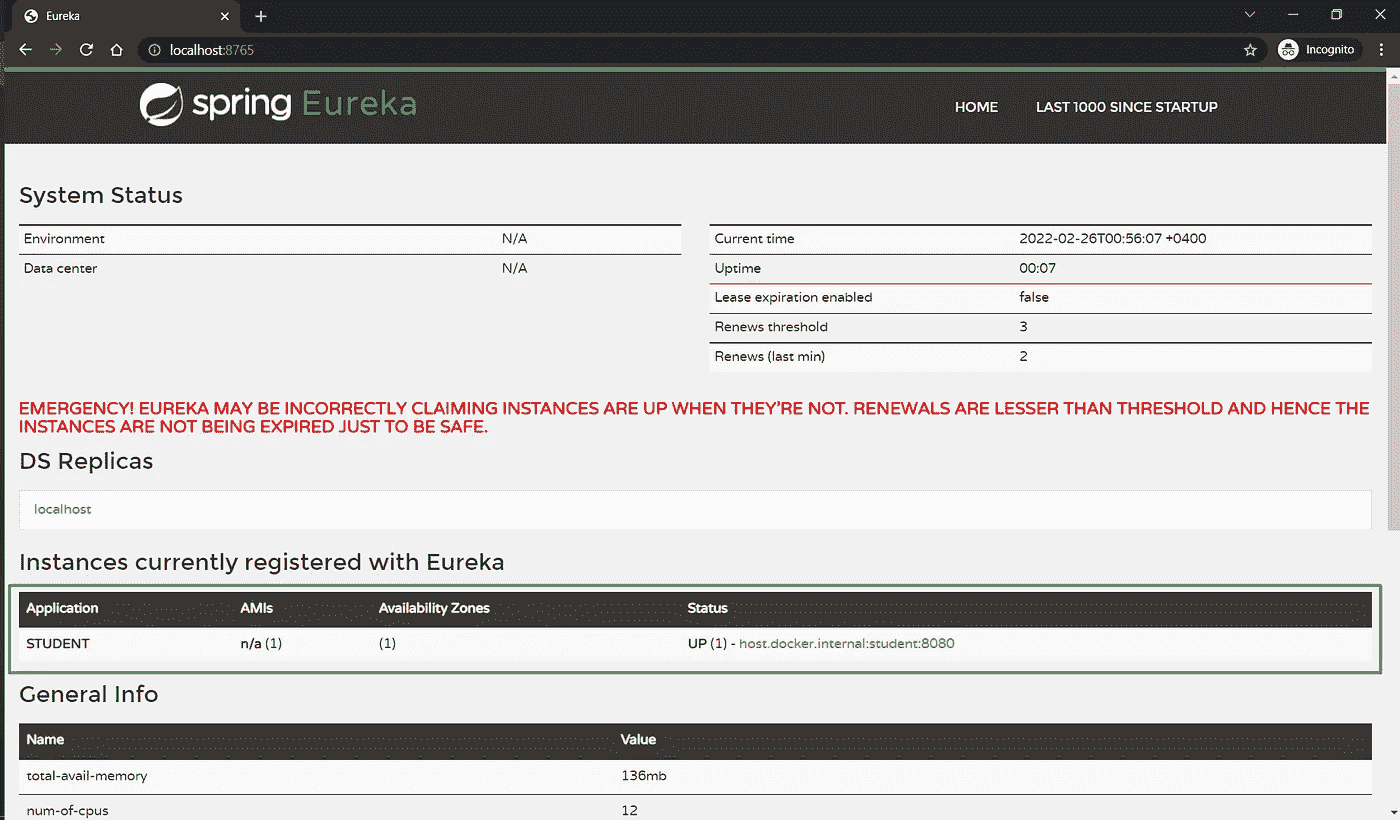 Eureka
localhost:8765
Incognito
spring Eureka
HOME LAST 1000 SINCE STARTUP
System Status
Environment N/A
Data center N/A
Current time 2022-02-26T00:56:07 +0400
Uptime 00:07
Lease expiration enabled false
Renews threshold 3
Renews (last min) 2
EMERGENCY! EUREKA MAY BE INCORRECTLY CLAIMING INSTANCES ARE UP WHEN THEY'RE NOT. RENEWALS ARE LESSER THAN THRESHOLD AND HENCE THE
INSTANCES ARE NOT BEING EXPIRED JUST TO BE SAFE.
DS Replicas
localhost
Instances currently registered with Eureka
Application AMIs Availability Zones Status
STUDENT n/a (1) (1) UP (1) - host.docker.internal:student:8080
General Info
Name Value
total-avail-memory 136mb
num-of-cpus 12